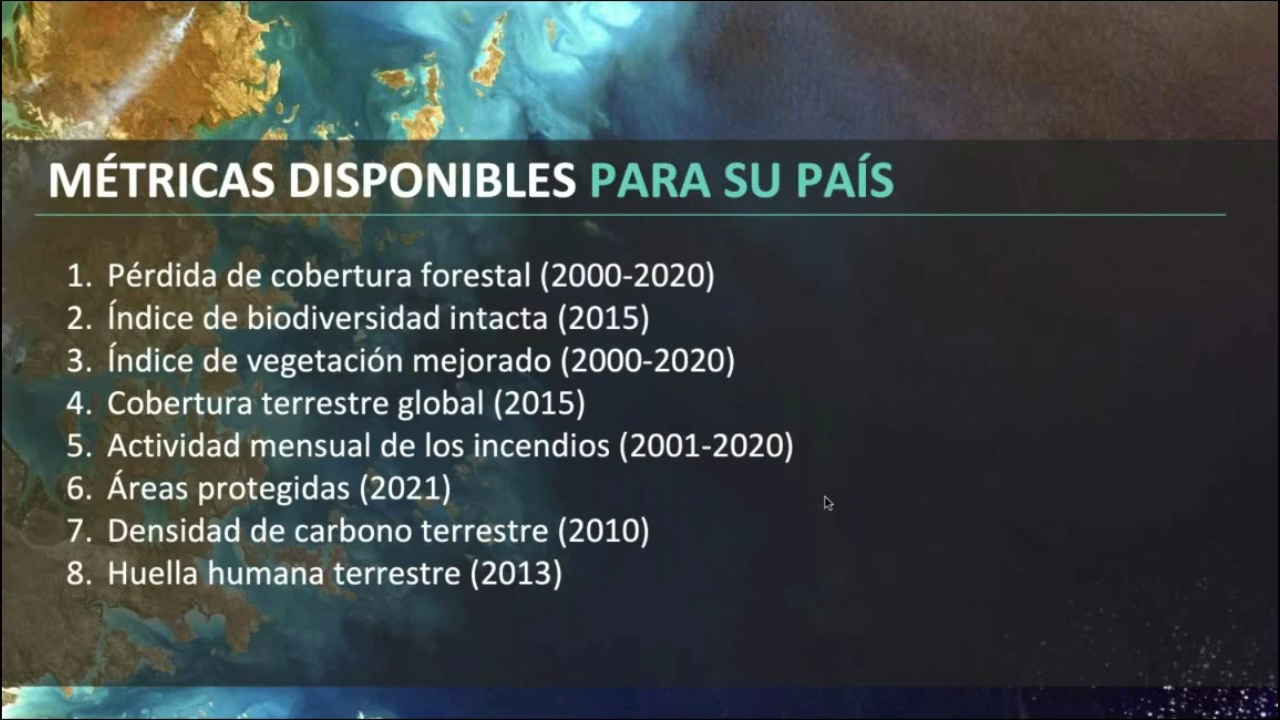 MÉTRICAS DISPONIBLES PARA SU PAÍS
1. Pérdida de cobertura forestal (2000-2020)
2. Índice de biodiversidad intacta (2015)
3. Índice de vegetación mejorado (2000-2020)
4. Cobertura terrestre global (2015)
5. Actividad mensual de los incendios (2001-2020)
6. Áreas protegidas (2021)
7. Densidad de carbono terrestre (2010)
8. Huella humana terrestre (2013)